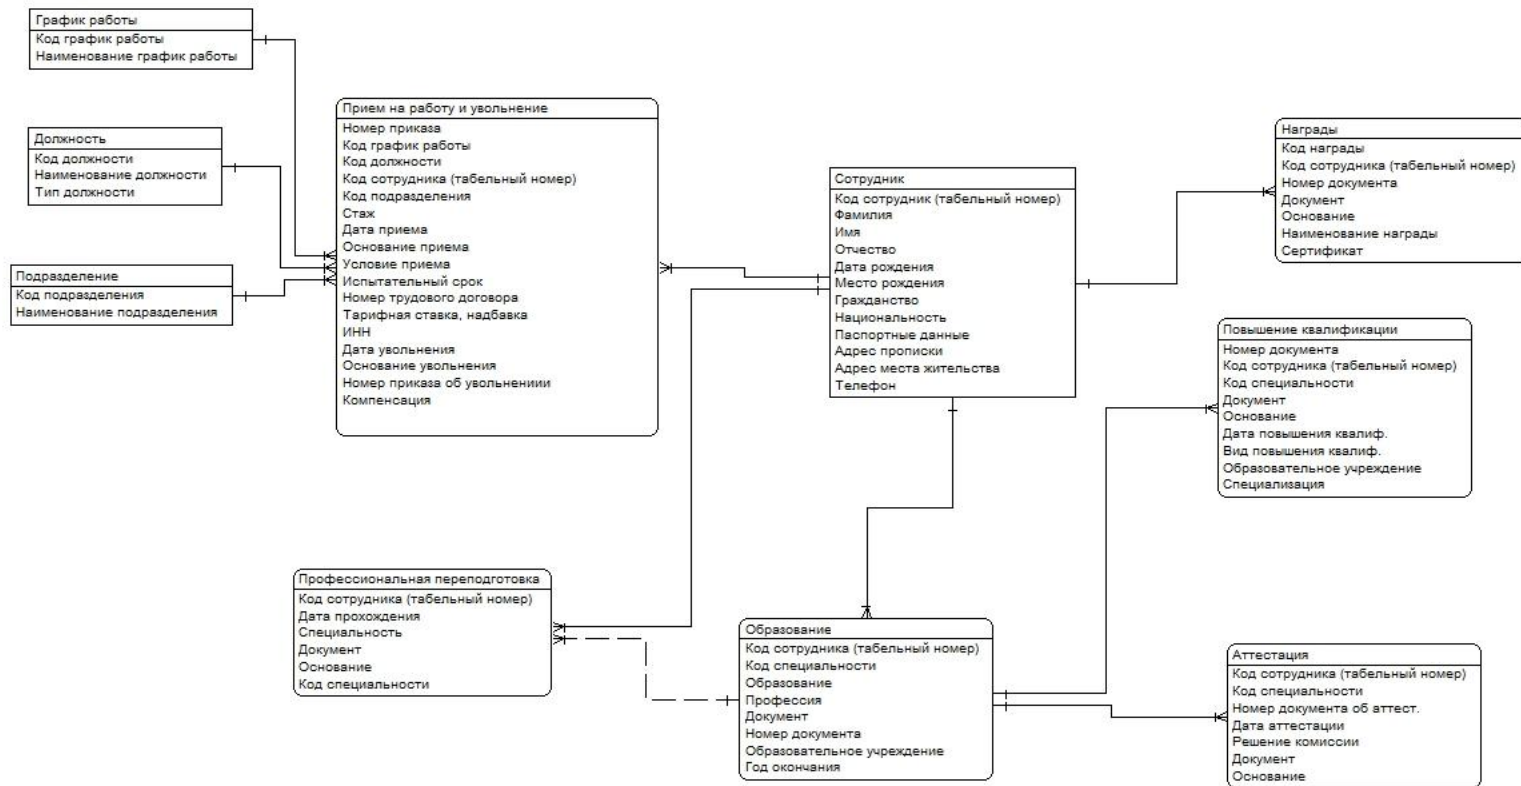 График работы
Код график работы
Наименование график работы
Должность
Код должности
Наименование должности
Тип должности
Подразделение
Код подразделения
Наименование подразделения
Прием на работу и увольнение
Номер приказа
Код график работы
Код должности
Код сотрудника (табельный номер)
Код подразделения
Стаж
Дата приема
Основание приема
Условие приема
Испытательный срок
Номер трудового договора
Тарифная ставка, надбавка
ИНН
Дата увольнения
Основание увольнения
Номер приказа об увольнениии
Компенсация
Сотрудник
Код сотрудник (табельный номер)
Фамилия
Имя
Отчество
Дата рождения
Место рождения
Гражданство
Национальность
Паспортные данные
Адрес прописки
Адрес места жительства
Телефон
Награды
Код награды
Код сотрудника (табельный номер)
Номер документа
Документ
Основание
Наименование награды
Сертификат
Повышение квалификации
Номер документа
Код сотрудника (табельный номер)
Код специальности
Документ
Основание
Дата повышения квалиф.
Вид повышения квалиф.
Образовательное учреждение
Специализация
Профессиональная переподготовка
Код сотрудника (табельный номер)
Дата прохождения
Специальность
Документ
Основание
Код специальности
Образование
Код сотрудника (табельный номер)
Код специальности
Образование
Профессия
Документ
Номер документа
Образовательное учреждение
Год окончания
Аттестация
Код сотрудника (табельный номер)
Код специальности
Номер документа об аттест.
Дата аттестации
Решение комиссии
Документ
Основание